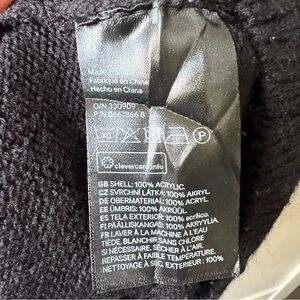 Made in China
Fabriqué en Chine
Hecho en China
O/N.330909
P/N.0667866 8
40 P
clevercare.info
GB SHELL: 100% ACRYLIC.
CZ SVRCHNÍ LÁTKA: 100% AKRYL.
DE OBERMATERIAL: 100% ACRYL
EE ÜMBRIS: 100% AKRÜÜL
ES TELA EXTERIOR: 100% acrílico.
FI PÄÄLLISKANGAS: 100% AKRYYLI
FR LAVER À LA MACHINE À L'EAU
TIÈDE. BLANCHIR SANS CHLORE
SI NÉCESSAIRE. SÉCHER À L'AIR.
REPASSER À FAIBLE TEMPÉRATURE.
NETTOYAGE À SEC. EXTÉRIEUR : 100%